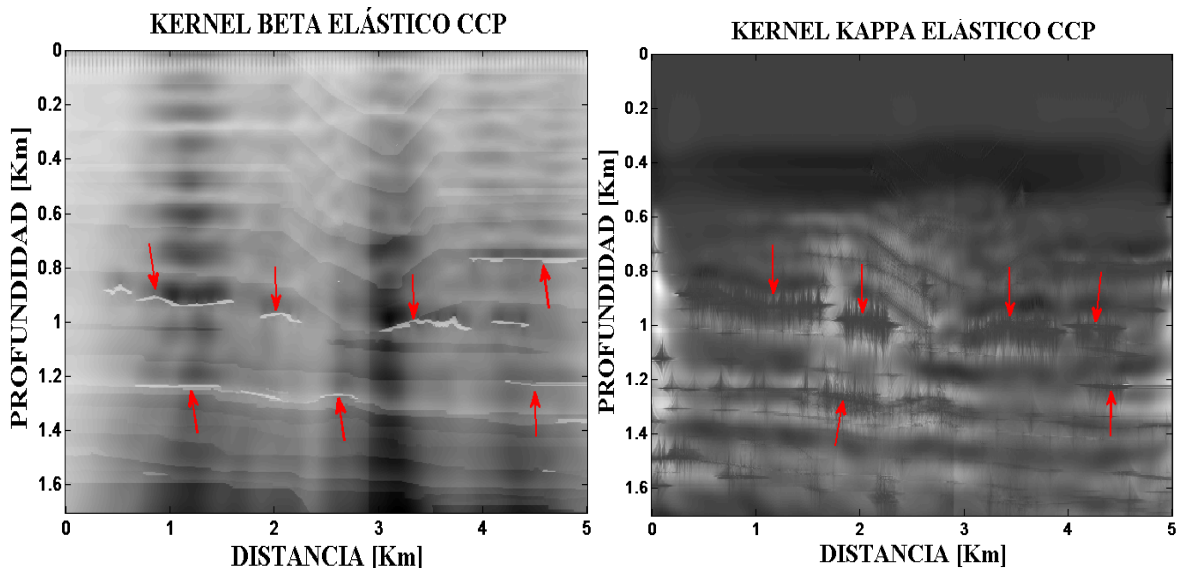 KERNEL BETA ELÁSTICO CCP
PROFUNDIDAD [Km]
0
0.2
0.4
0.6
0.8
1
1.2
1.4
1.6
0 1 2 3 4 5
DISTANCIA [Km]
KERNEL KAPPA ELÁSTICO CCP
PROFUNDIDAD [Km]
0
0.2
0.4
0.6
0.8
1
1.2
1.4
1.6
0 1 2 3 4 5
DISTANCIA [Km]